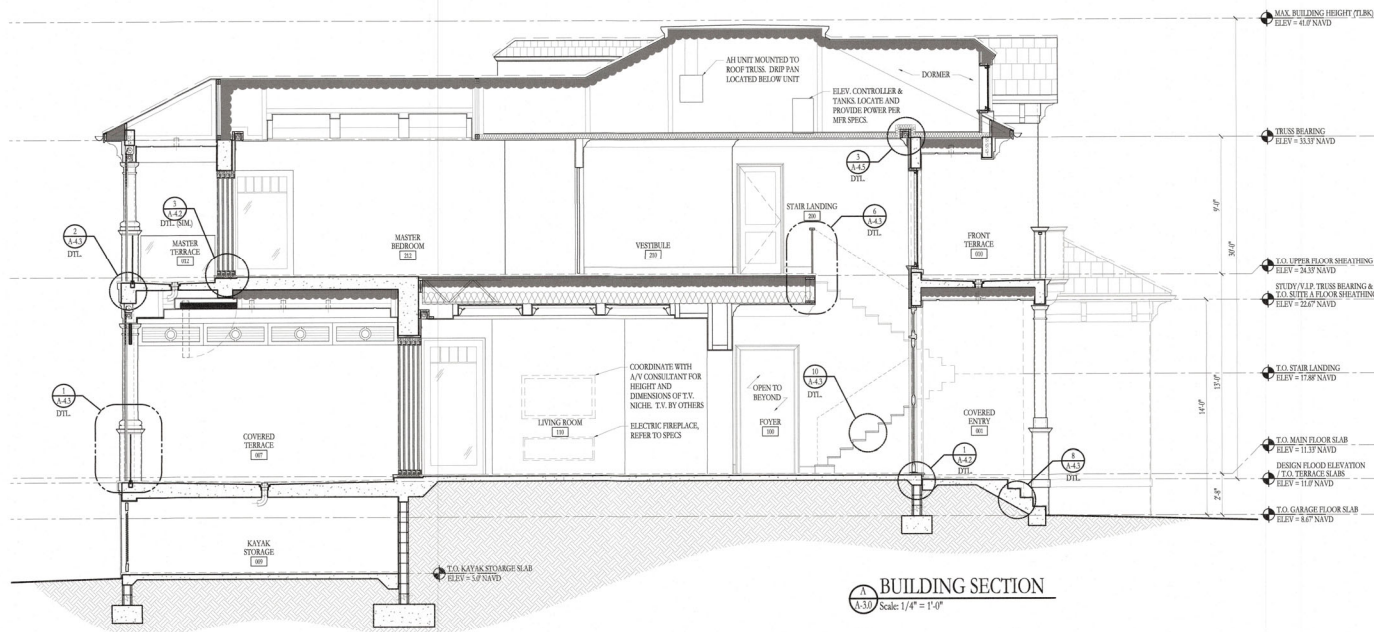 MAX. BUILDING HEIGHT (TLBK)
ELEV = 41.0' NAVD
AH UNIT MOUNTED TO
ROOF TRUSS. DRIP PAN
LOCATED BELOW UNIT
DORMER
ELEV. CONTROLLER &
TANKS. LOCATE AND
PROVIDE POWER PER
MFR SPECS.
TRUSS BEARING
ELEV = 33.33' NAVD
3
A-4.5
DTL.
3
A-4.2
DTL. (SIM.)
2
A-4.3
DTL.
MASTER
TERRACE
012
MASTER
BEDROOM
212
VESTIBULE
210
STAIR LANDING
200
6
A-4.3
DTL.
FRONT
TERRACE
010
9'-0"
30'-0"
T.O. UPPER FLOOR SHEATHING
ELEV = 24.33' NAVD
STUDY/V.I.P. TRUSS BEARING &
T.O. SUITE A FLOOR SHEATHING
ELEV = 22.67' NAVD
COORDINATE WITH
A/V CONSULTANT FOR
HEIGHT AND
DIMENSIONS OF T.V.
NICHE. T.V. BY OTHERS
ELECTRIC FIREPLACE,
REFER TO SPECS
LIVING ROOM
110
OPEN TO
BEYOND
FOYER
100
10
A-4.3
DTL.
T.O. STAIR LANDING
ELEV = 17.88' NAVD
13'-0"
14'-0"
1
A-4.3
DTL.
COVERED
TERRACE
007
COVERED
ENTRY
001
1
A-4.2
DTL.
8
A-4.3
DTL.
T.O. MAIN FLOOR SLAB
ELEV = 11.33' NAVD
DESIGN FLOOD ELEVATION
/ T.O. TERRACE SLABS
ELEV = 11.0' NAVD
2'-8"
T.O. GARAGE FLOOR SLAB
ELEV = 8.67' NAVD
KAYAK
STORAGE
009
T.O. KAYAK STOARGE SLAB
ELEV = 5.0' NAVD
A
A-3.0
BUILDING SECTION
Scale: 1/4" = 1'-0"